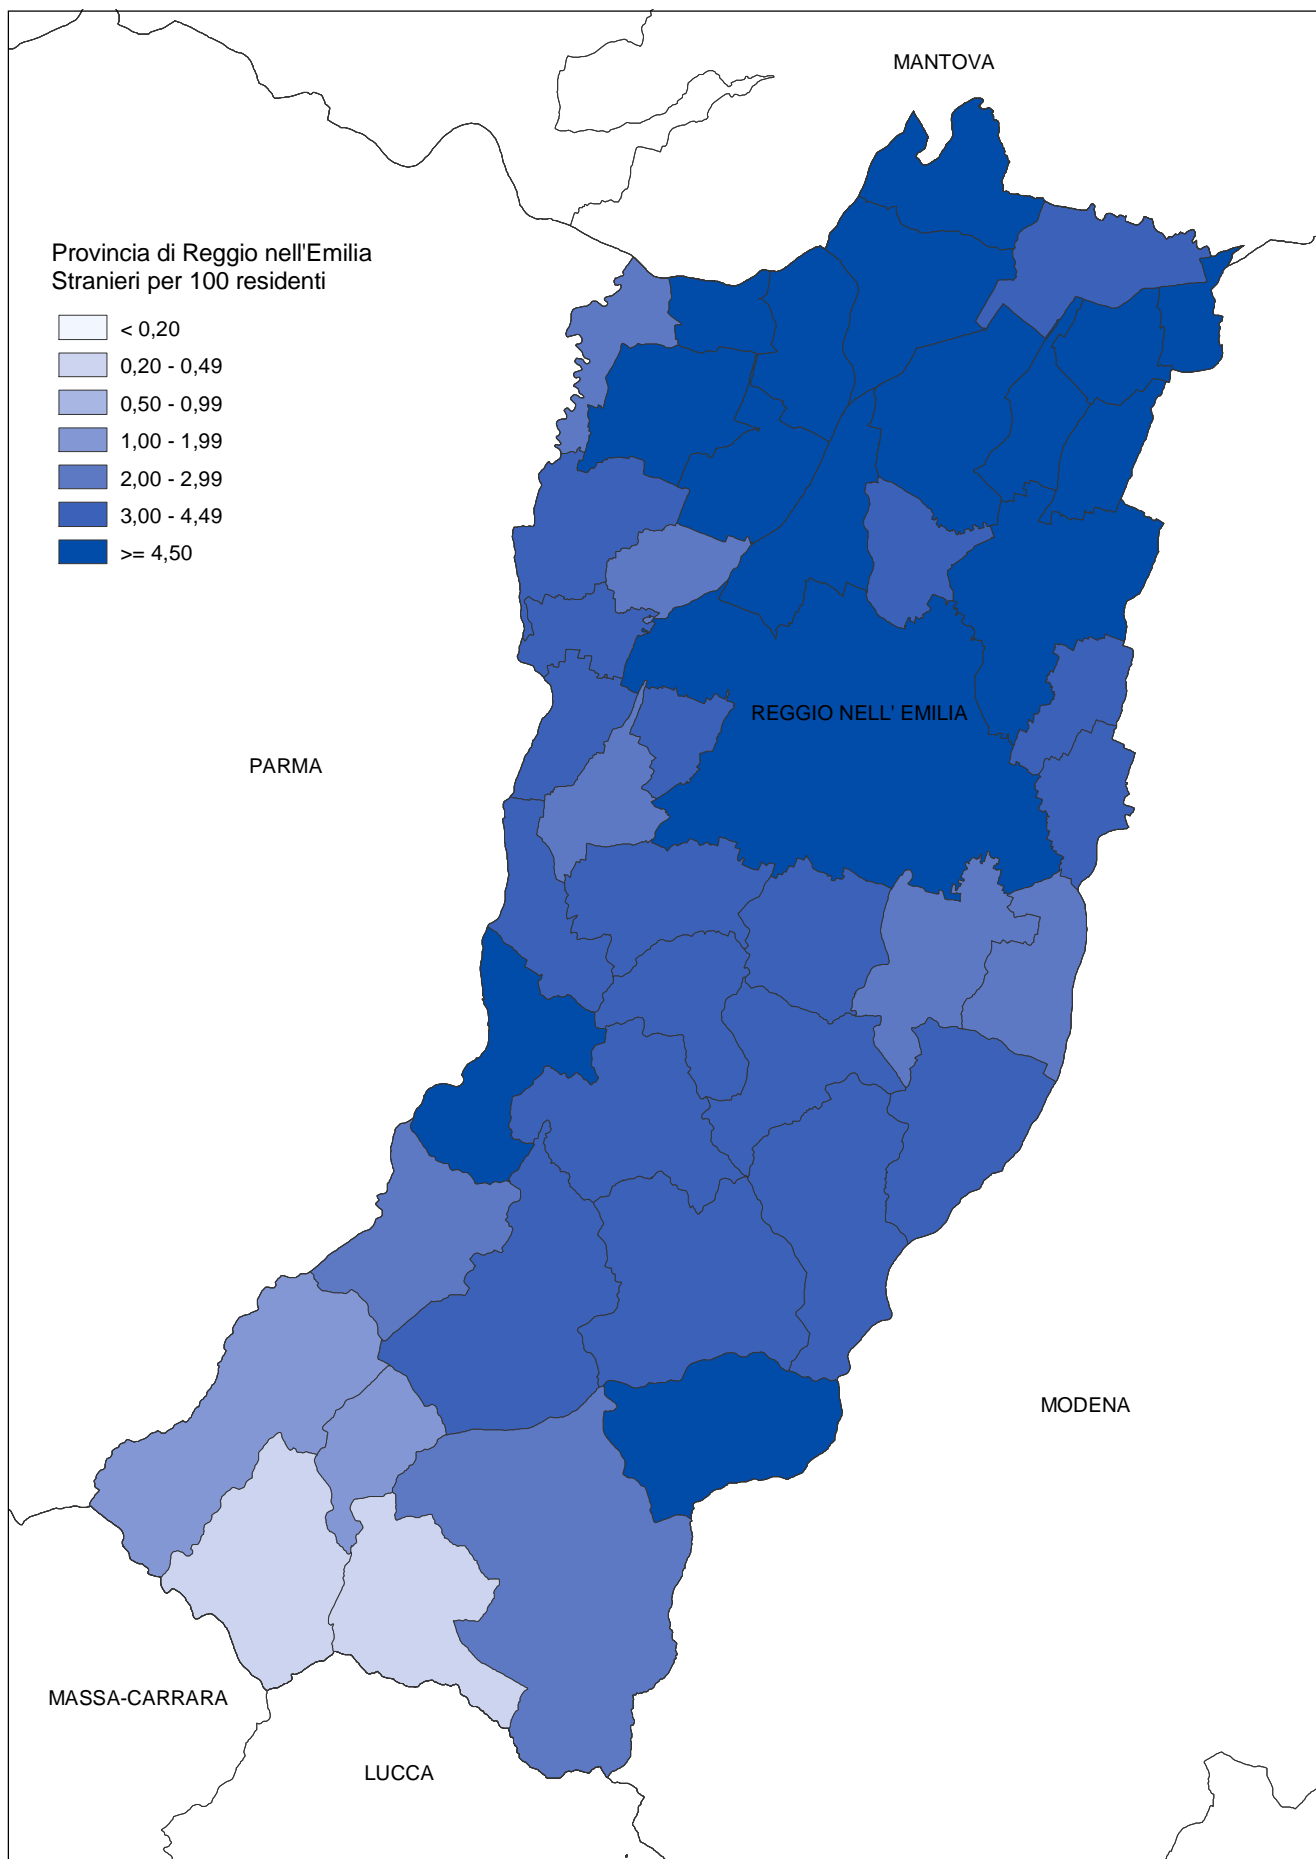 MANTOVA
Provincia di Reggio nell'Emilia
Stranieri per 100 residenti
< 0,20
0,20 - 0,49
0,50 - 0,99
1,00 - 1,99
2,00 - 2,99
3,00 - 4,49
>= 4,50
REGGIO NELL' EMILIA
PARMA
MODENA
MASSA-CARRARA
LUCCA